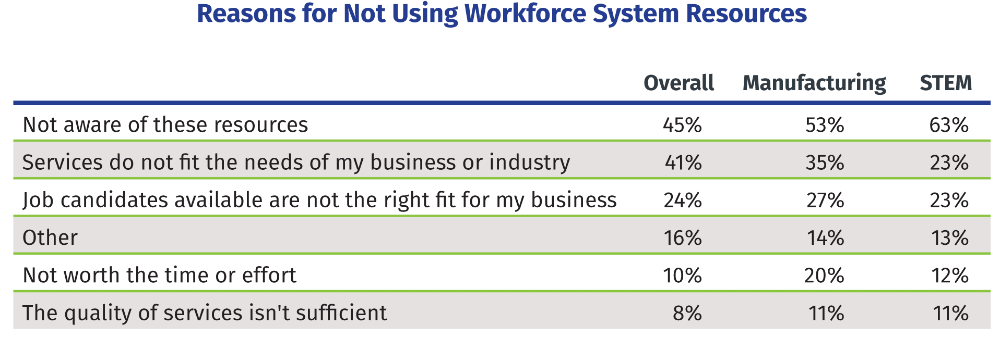 Reasons for Not Using Workforce System Resources
Overall Manufacturing STEM
Not aware of these resources 45% 53% 63%
Services do not fit the needs of my business or industry 41% 35% 23%
Job candidates available are not the right fit for my business 24% 27% 23%
Other 16% 14% 13%
Not worth the time or effort 10% 20% 12%
The quality of services isn't sufficient 8% 11% 11%